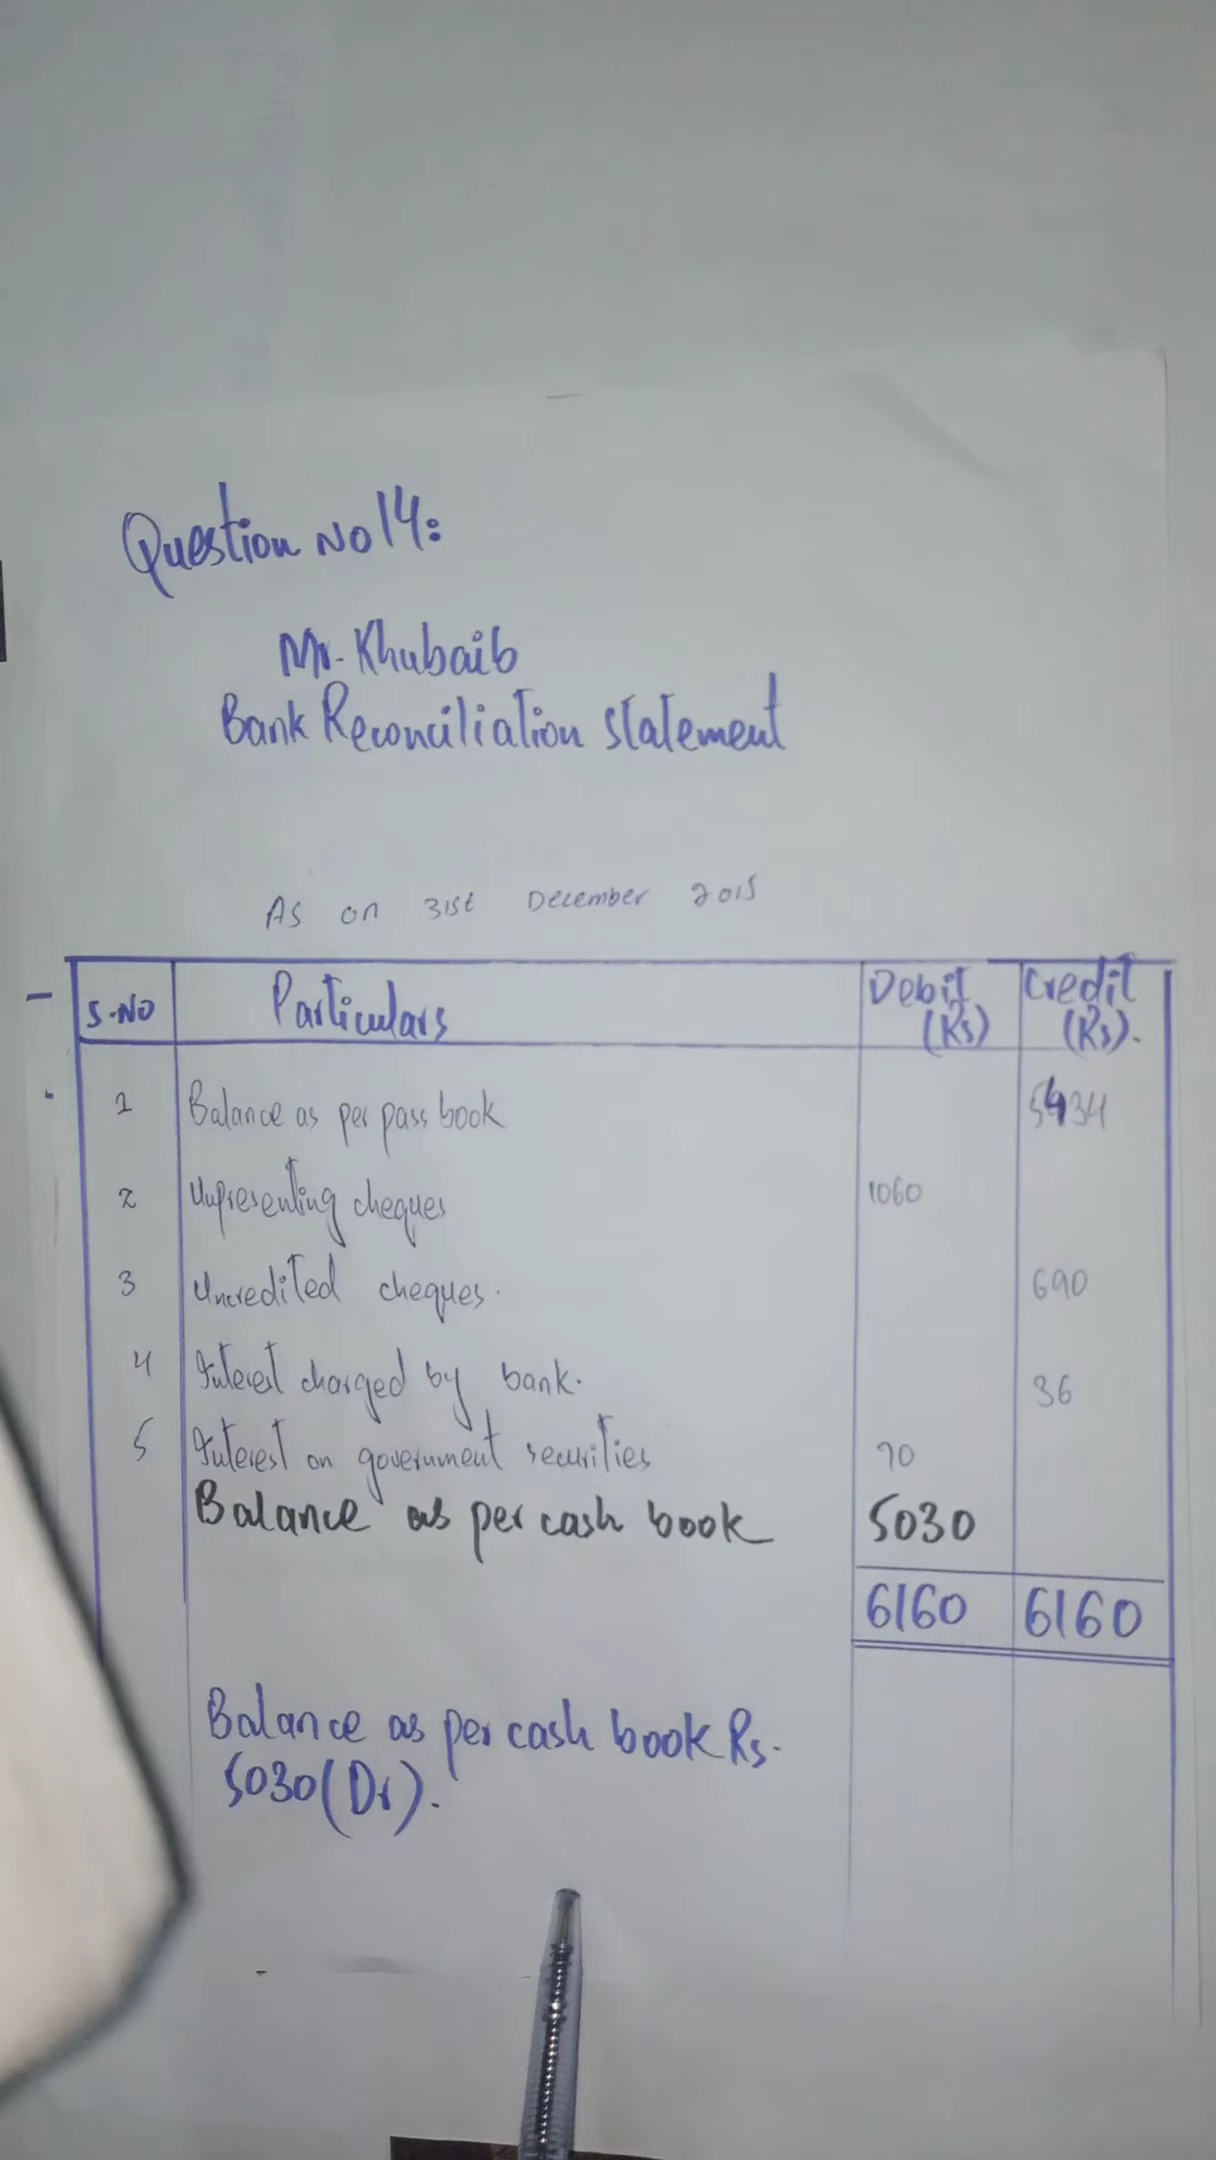 Question No 14:
Mr. Khubaib
Bank Reconciliation statement
As on 31st December 2015
S.No Particulars Debit (Rs) Credit (Rs).
1 Balance as per pass book 5434
2 Unpresenting cheques 1060
3 Uncredited cheques. 690
4 Interest charged by bank. 36
5 Interest on government securities 70
Balance as per cash book 5030
6160 6160
Balance as per cash book Rs.
5030(Dr).